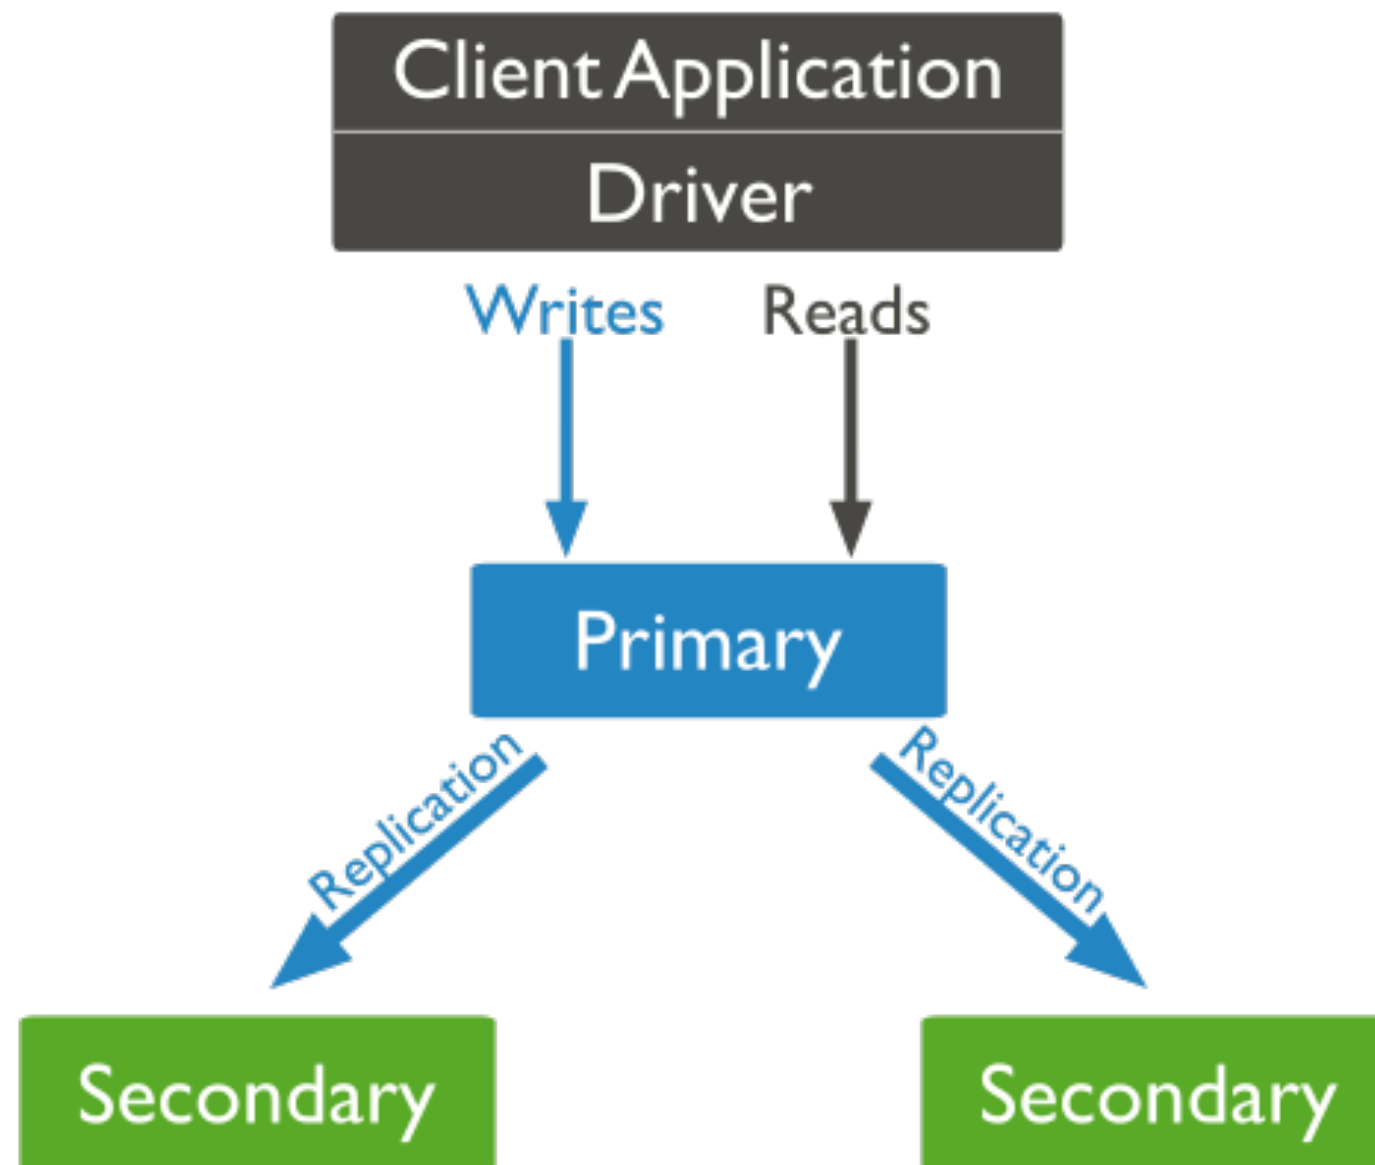 Client Application
Driver
Writes
Reads
Primary
Replication
Replication
Secondary
Secondary